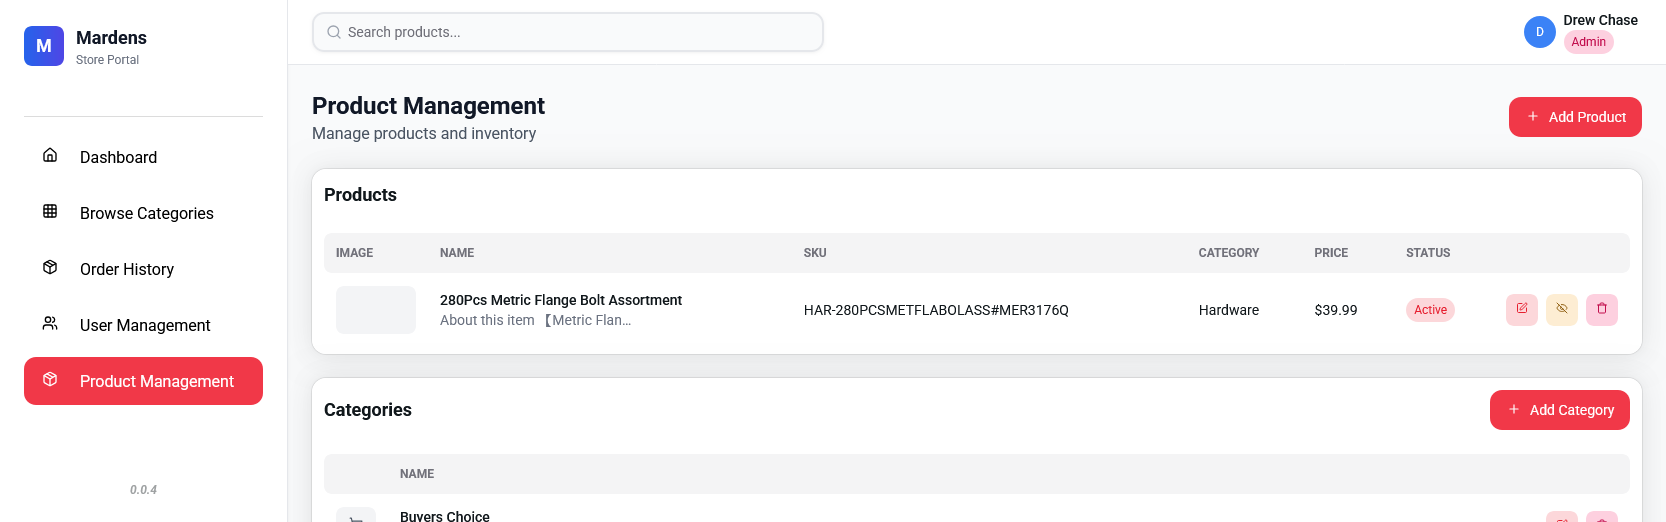 M
Mardens
Store Portal
Dashboard
Browse Categories
Order History
User Management
Product Management
0.0.4
Search products...
D
Drew Chase
Admin
Product Management
Manage products and inventory
Add Product
Products
IMAGE NAME SKU CATEGORY PRICE STATUS
280Pcs Metric Flange Bolt Assortment
About this item 【Metric Flan...
HAR-280PCSMETFLABOLASS#MER3176Q
Hardware
$39.99
Active
Categories
Add Category
NAME
Buyers Choice